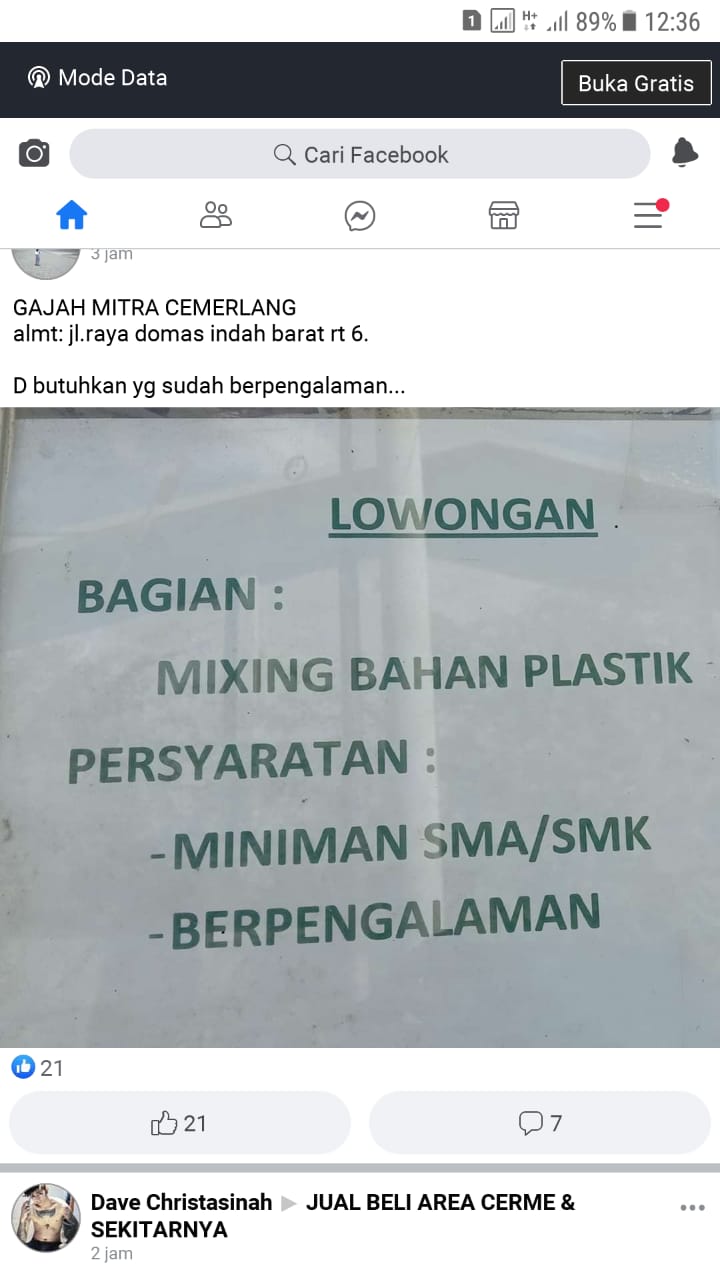 1 H+ 89% 12:36
Mode Data
Buka Gratis
Cari Facebook
3 jam
GAJAH MITRA CEMERLANG
almt: jl.raya domas indah barat rt 6.
D butuhkan yg sudah berpengalaman...
LOWONGAN .
BAGIAN :
MIXING BAHAN PLASTIK
PERSYARATAN :
-MINIMAN SMA/SMK
-BERPENGALAMAN
21
21
7
Dave Christasinah ▶ JUAL BELI AREA CERME &
SEKITARNYA
2 jam